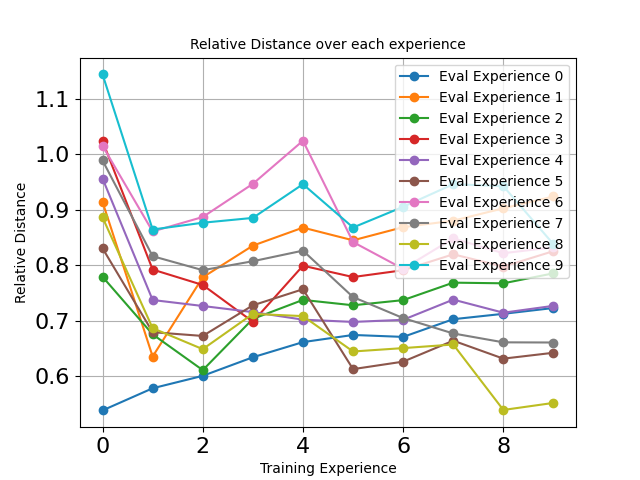 Relative Distance over each experience
Relative Distance
1.1
1.0
0.9
0.8
0.7
0.6
Eval Experience 0
Eval Experience 1
Eval Experience 2
Eval Experience 3
Eval Experience 4
Eval Experience 5
Eval Experience 6
Eval Experience 7
Eval Experience 8
Eval Experience 9
0 2 4 6 8
Training Experience